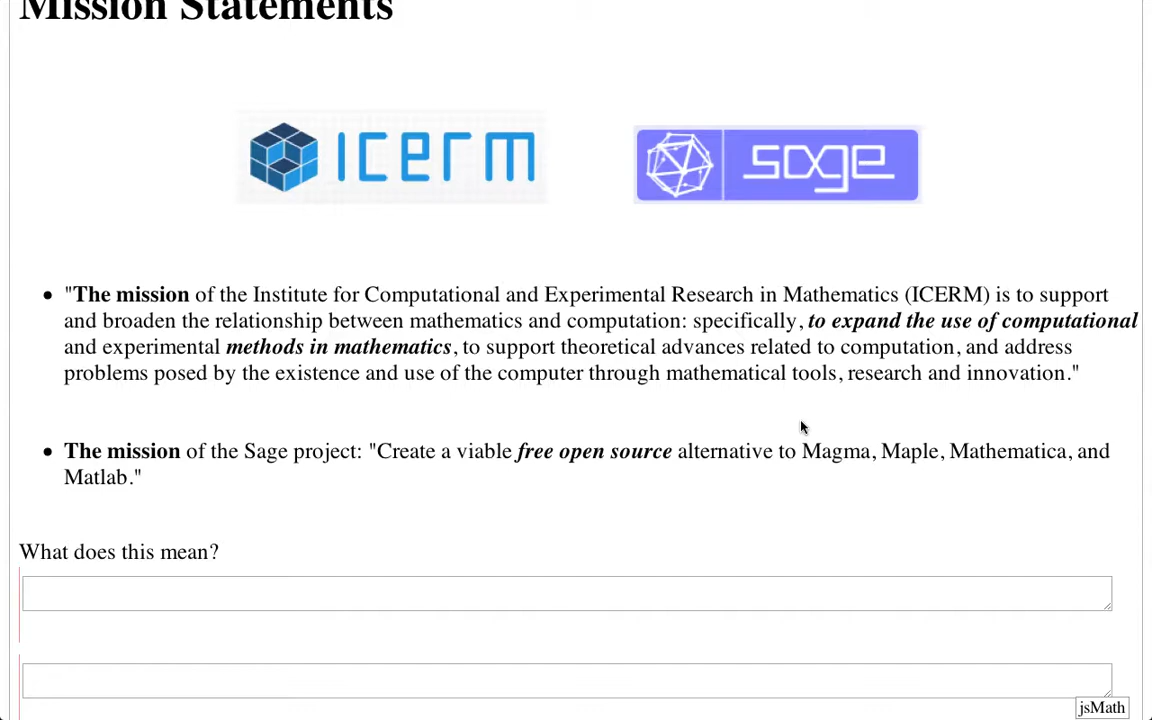 Mission Statements
icerm
sage
• "The mission of the Institute for Computational and Experimental Research in Mathematics (ICERM) is to support
and broaden the relationship between mathematics and computation: specifically, to expand the use of computational
and experimental methods in mathematics, to support theoretical advances related to computation, and address
problems posed by the existence and use of the computer through mathematical tools, research and innovation."
• The mission of the Sage project: "Create a viable free open source alternative to Magma, Maple, Mathematica, and
Matlab."
What does this mean?
jsMath